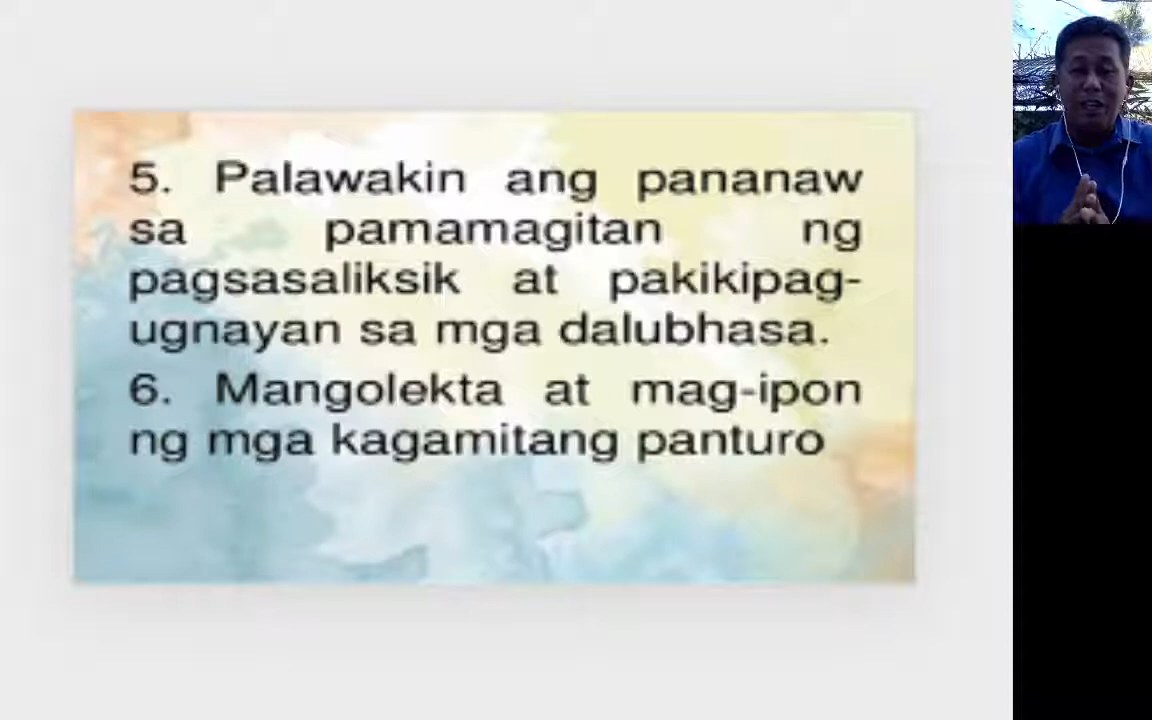 5. Palawakin ang pananaw
sa pamamagitan ng
pagsasaliksik at pakikipag-
ugnayan sa mga dalubhasa.
6. Mangolekta at mag-ipon
ng mga kagamitang panturo